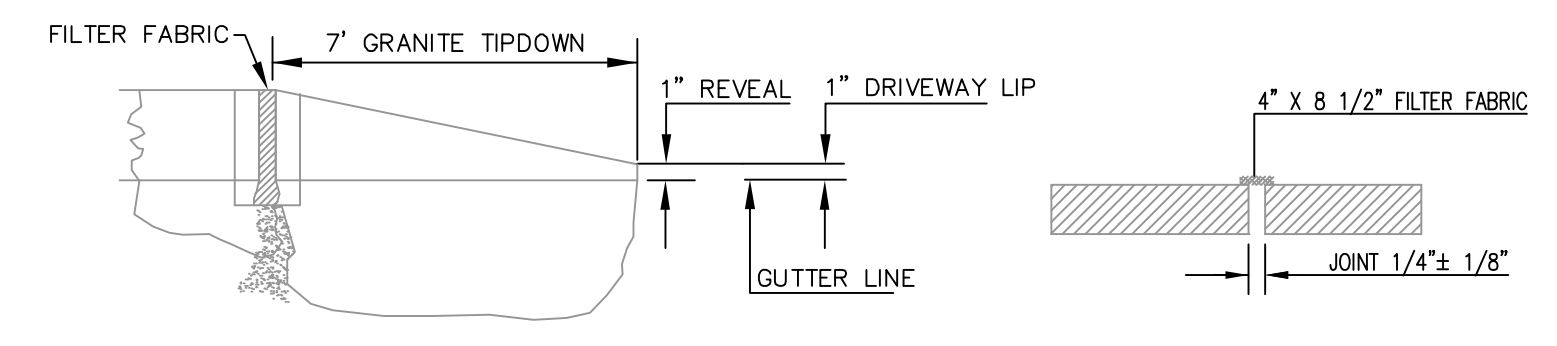 FILTER FABRIC
7' GRANITE TIPDOWN
1" REVEAL
1" DRIVEWAY LIP
GUTTER LINE
4" X 8 1/2" FILTER FABRIC
JOINT 1/4"± 1/8"